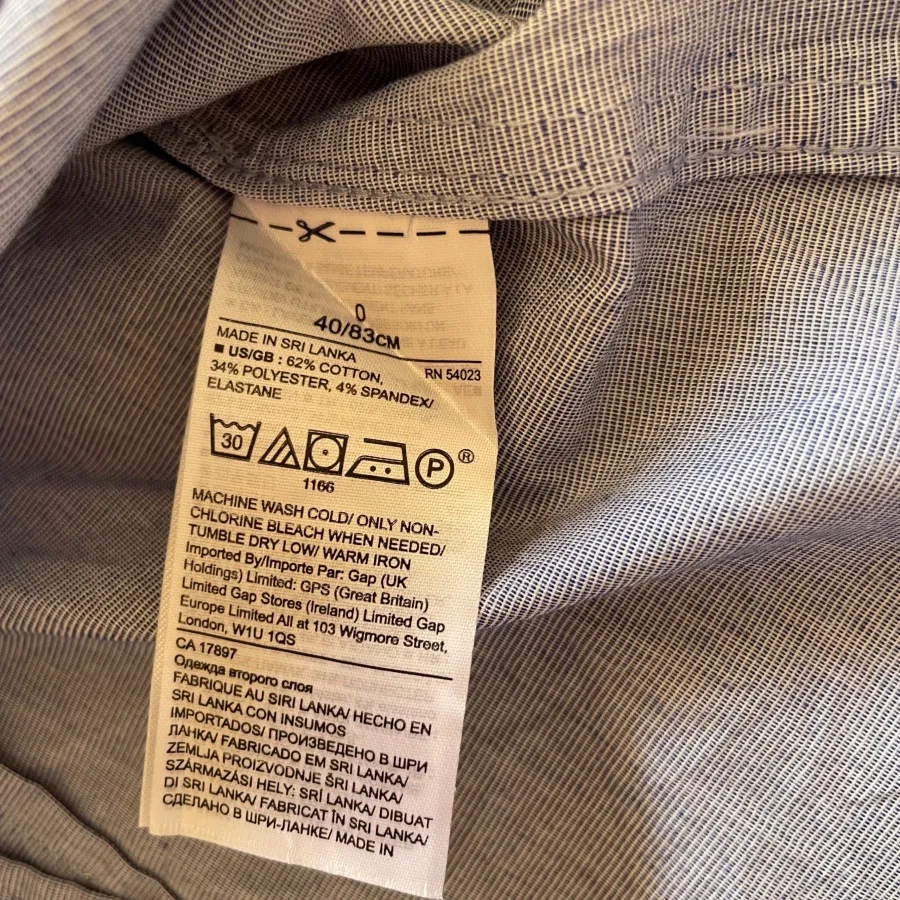 0
40/83CM
MADE IN SRI LANKA
RN 54023
■ US/GB : 62% COTTON,
34% POLYESTER, 4% SPANDEX/
ELASTANE
30
P ®
1166
MACHINE WASH COLD/ ONLY NON-
CHLORINE BLEACH WHEN NEEDED/
TUMBLE DRY LOW/ WARM IRON
Imported By/Importe Par: Gap (UK
Holdings) Limited: GPS (Great Britain)
Limited Gap Stores (Ireland) Limited Gap
Europe Limited All at 103 Wigmore Street,
London, W1U 1QS
CA 17897
Одежда второго слоя
FABRIQUE AU SIRI LANKA/ HECHO EN
SRI LANKA CON INSUMOS
IMPORTADOS/ ПРОИЗВЕДЕНО В ШРИ
ЛАНКА/ FABRICADO EM SRI LANKA/
ZEMLJA PROIZVODNJE ŠRI LANKA/
SZÁRMAZÁSI HELY: SRÍ LANKA/ DIBUAT
DI SRI LANKA/ FABRICAT ÎN SRI LANKA/
СДЕЛАНО В ШРИ-ЛАНКЕ/ MADE IN